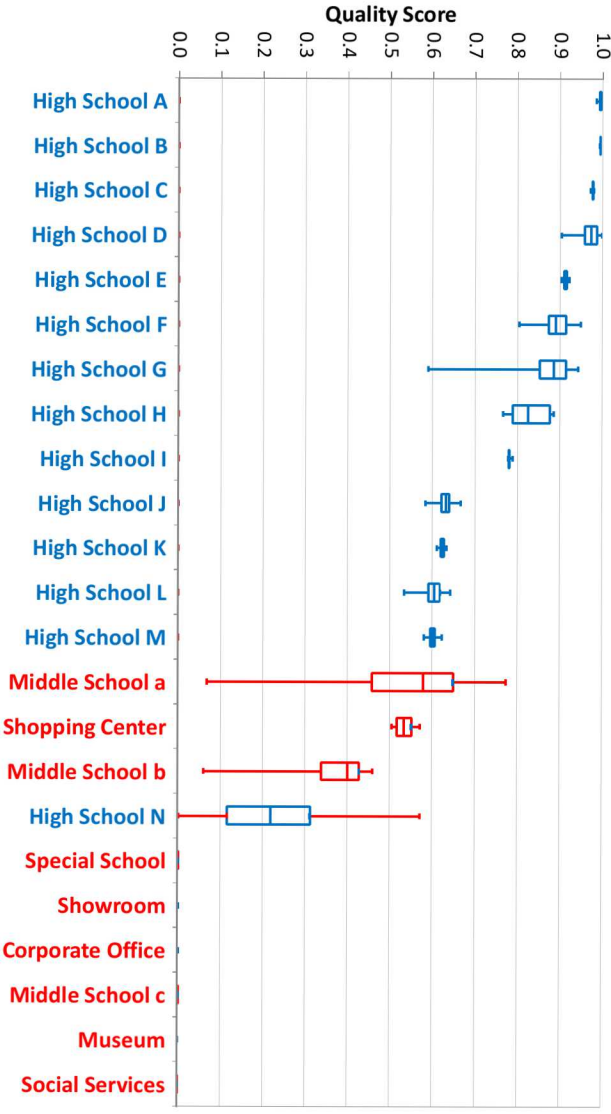 Quality Score
0.0 0.1 0.2 0.3 0.4 0.5 0.6 0.7 0.8 0.9 1.0
High School A
High School B
High School C
High School D
High School E
High School F
High School G
High School H
High School I
High School J
High School K
High School L
High School M
Middle School a
Shopping Center
Middle School b
High School N
Special School
Showroom
Corporate Office
Middle School c
Museum
Social Services